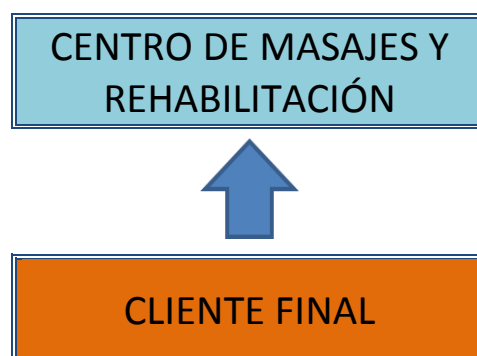 CENTRO DE MASAJES Y
REHABILITACIÓN
CLIENTE FINAL